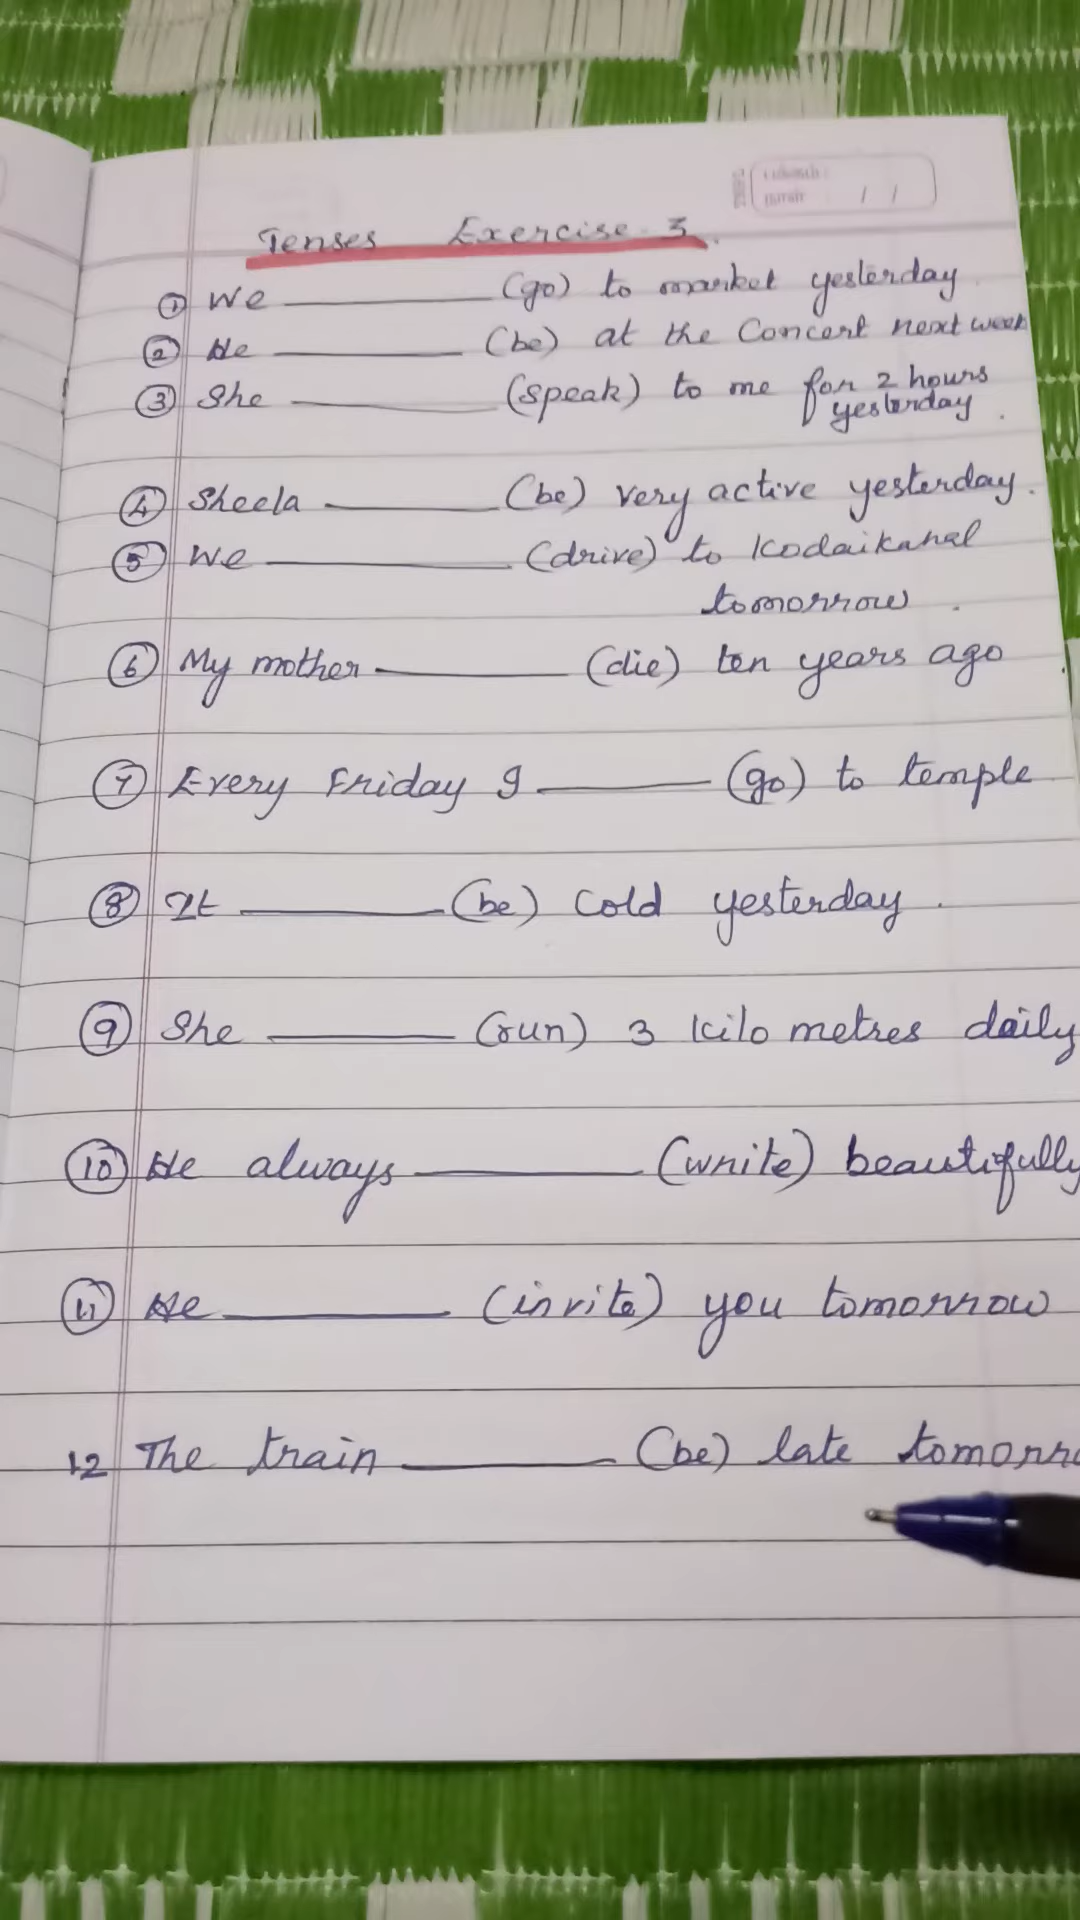 Tenses Exercise - 3.
① We ________ (go) to market yesterday
② He ________ (be) at the Concert next week
③ She ________ (speak) to me for 2 hours
yesterday.
④ Sheela ________ (be) very active yesterday.
⑤ We ________ (drive) to Kodaikanal
tomorrow.
⑥ My mother ________ (die) ten years ago
⑦ Every Friday I ________ (go) to temple
⑧ It ________ (be) cold yesterday.
⑨ She ________ (run) 3 kilo metres daily
⑩ He always ________ (write) beautifully
⑪ He ________ (invite) you tomorrow
12 The train ________ (be) late tomorr